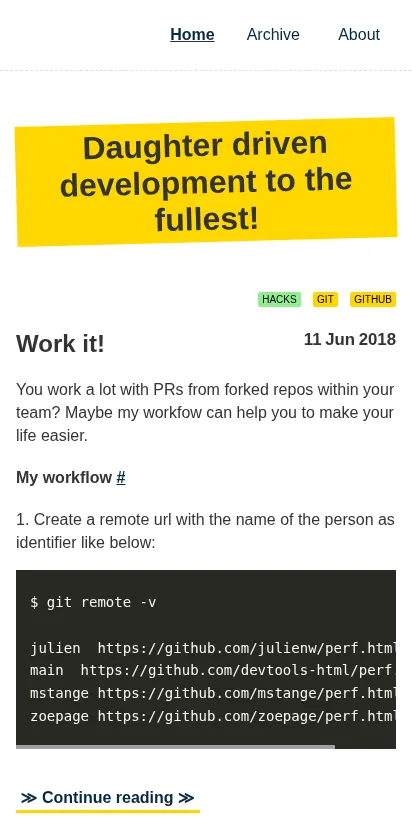 Home Archive About
Daughter driven
development to the
fullest!
HACKS GIT GITHUB
Work it! 11 Jun 2018
You work a lot with PRs from forked repos within your
team? Maybe my workfow can help you to make your
life easier.
My workflow #
1. Create a remote url with the name of the person as
identifier like below:
$ git remote -v
julien  https://github.com/julienw/perf.html
main  https://github.com/devtools-html/perf.
mstange https://github.com/mstange/perf.html
zoepage https://github.com/zoepage/perf.html
≫ Continue reading ≫